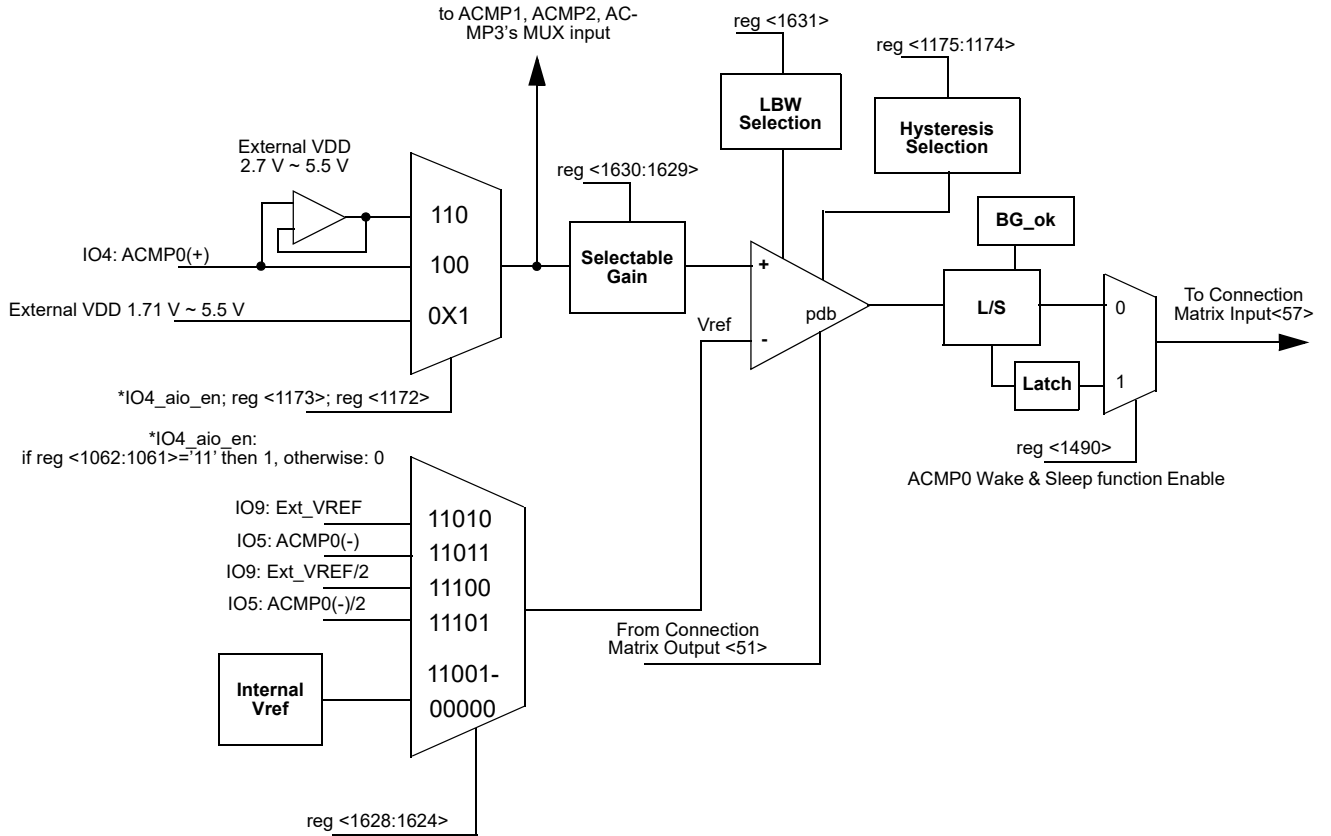 to ACMP1, ACMP2, AC-
MP3's MUX input
reg <1631>
reg <1175:1174>
LBW
Selection
Hysteresis
Selection
External VDD
2.7 V ~ 5.5 V
reg <1630:1629>
110
BG_ok
IO4: ACMP0(+)
100
Selectable
Gain
+
L/S
To Connection
Matrix Input<57>
External VDD 1.71 V ~ 5.5 V
0X1
pdb
0
Vref
-
Latch
1
*IO4_aio_en; reg <1173>; reg <1172>
*IO4_aio_en:
if reg <1062:1061>='11' then 1, otherwise: 0
reg <1490>
ACMP0 Wake & Sleep function Enable
IO9: Ext_VREF
11010
IO5: ACMP0(-)
11011
IO9: Ext_VREF/2
11100
IO5: ACMP0(-)/2
11101
From Connection
Matrix Output <51>
Internal
Vref
11001-
00000
reg <1628:1624>